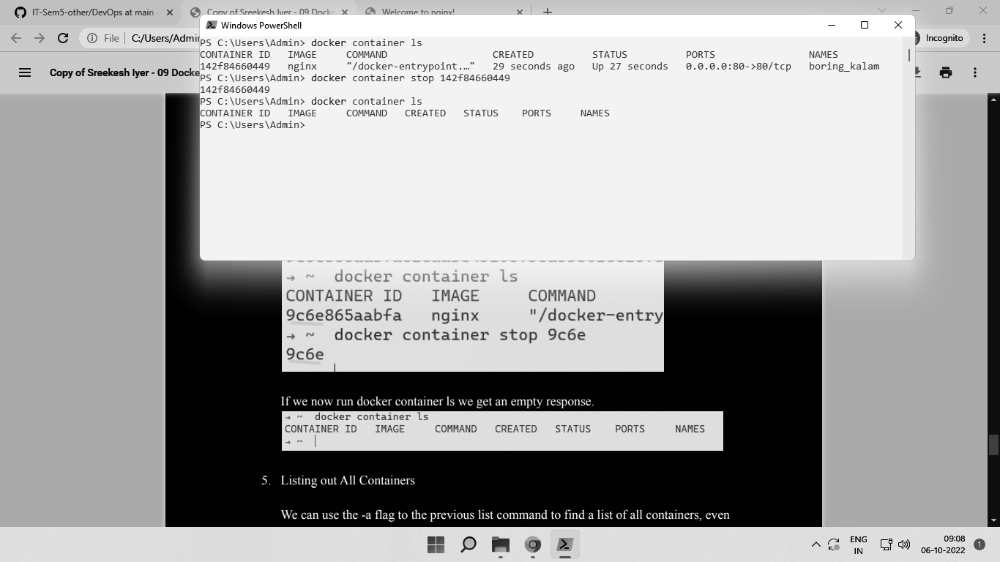 IT-Sem5-other/DevOps at main
Copy of Sreekesh Iyer - 09 Docke
Welcome to nginx!
File
C:/Users/Admi
Incognito
Copy of Sreekesh Iyer - 09 Docke
Windows PowerShell
PS C:\Users\Admin> docker container ls
CONTAINER ID IMAGE COMMAND CREATED STATUS PORTS NAMES
142f84660449 nginx "/docker-entrypoint.…" 29 seconds ago Up 27 seconds 0.0.0.0:80->80/tcp boring_kalam
PS C:\Users\Admin> docker container stop 142f84660449
142f84660449
PS C:\Users\Admin> docker container ls
CONTAINER ID IMAGE COMMAND CREATED STATUS PORTS NAMES
PS C:\Users\Admin>
→ ~ docker container ls
CONTAINER ID IMAGE COMMAND
9c6e865aabfa nginx "/docker-entry
→ ~ docker container stop 9c6e
9c6e
If we now run docker container ls we get an empty response.
→ ~ docker container ls
CONTAINER ID IMAGE COMMAND CREATED STATUS PORTS NAMES
→ ~
5. Listing out All Containers
We can use the -a flag to the previous list command to find a list of all containers, even
ENG
IN
09:08
06-10-2022
1